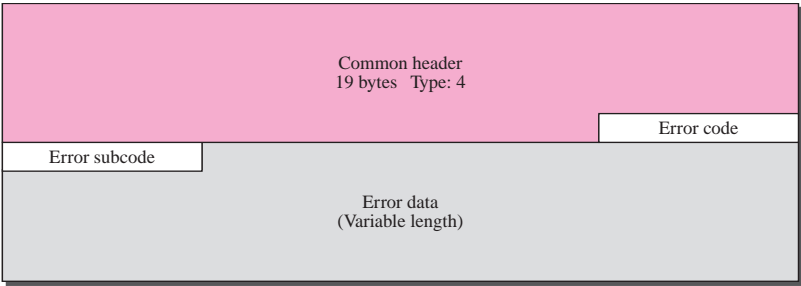 Common header
19 bytes   Type: 4
Error code
Error subcode
Error data
(Variable length)